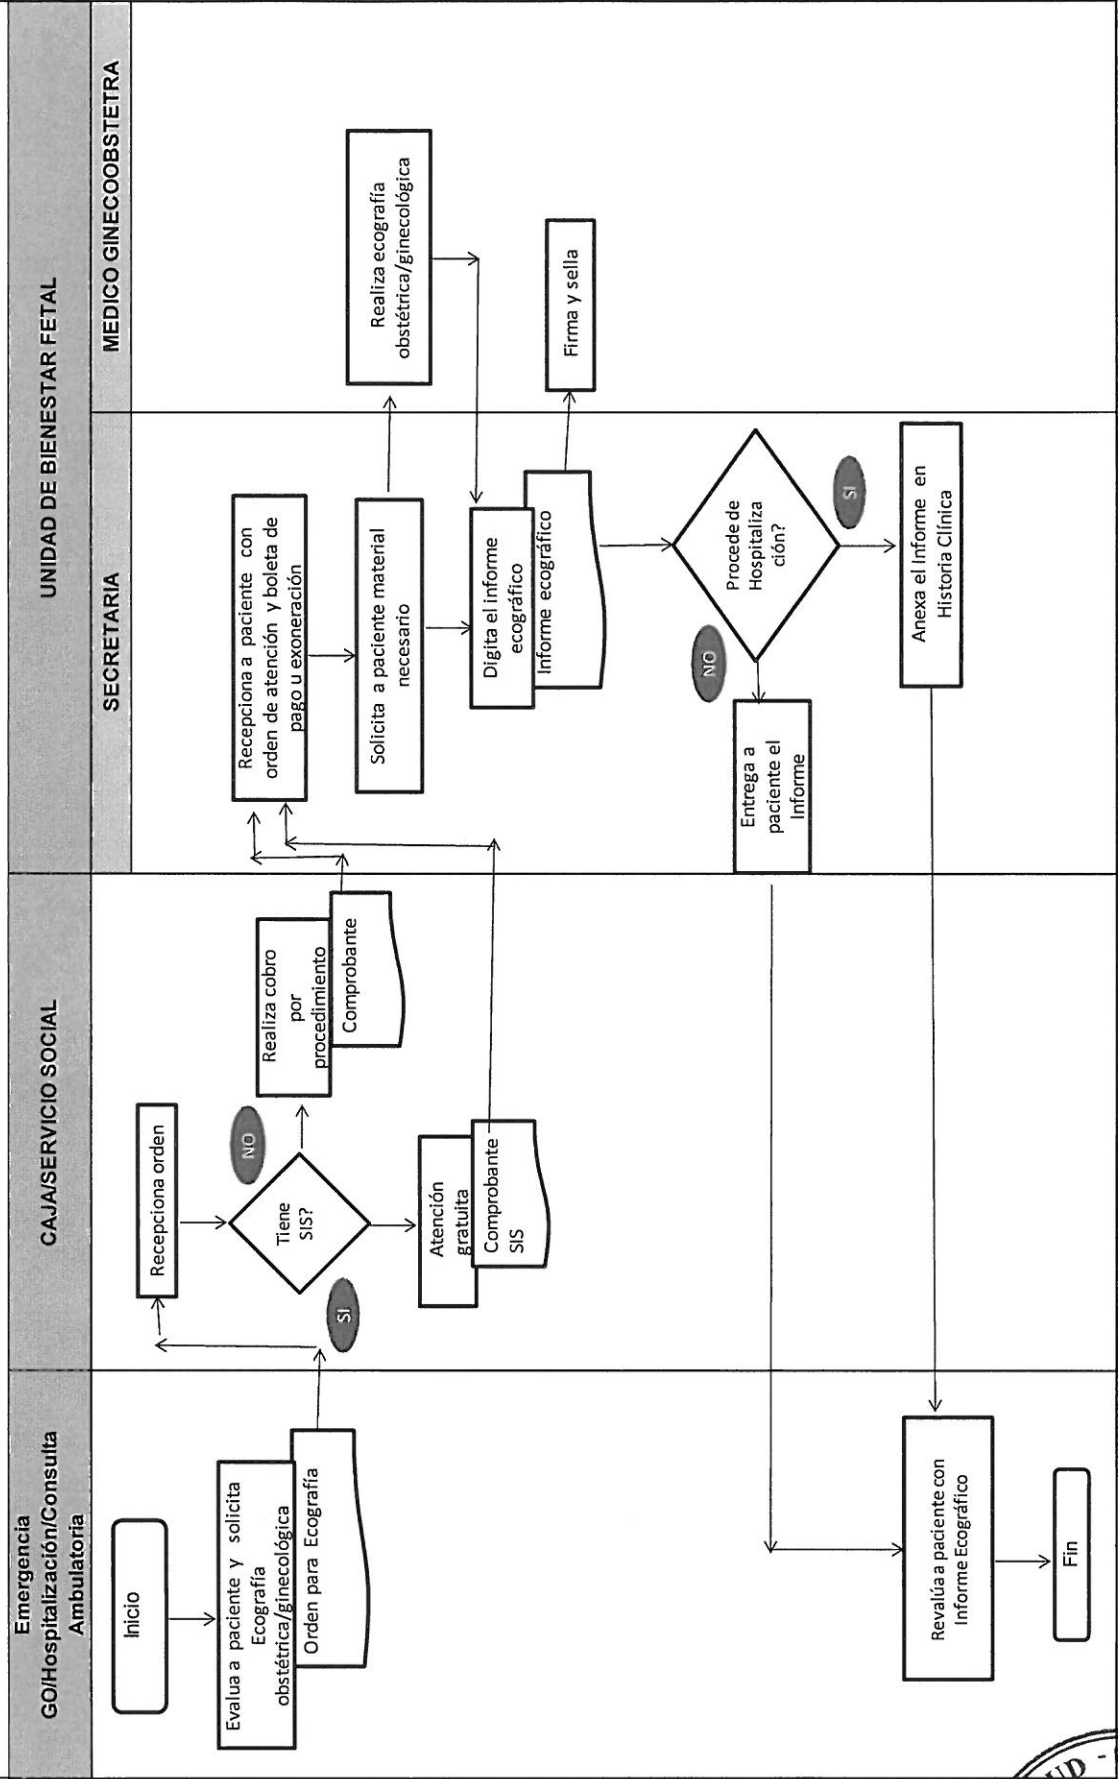 Emergencia
GO/Hospitalización/Consulta
Ambulatoria
CAJA/SERVICIO SOCIAL
UNIDAD DE BIENESTAR FETAL
SECRETARIA
MEDICO GINECOOBSTETRA
Inicio
Evalua a paciente y solicita
Ecografía
obstétrica/ginecológica
Orden para Ecografía
Recepciona orden
Tiene
SIS?
NO
SI
Realiza cobro
por
procedimiento
Comprobante
Atención
gratuita
Comprobante
SIS
Recepciona a paciente con
orden de atención y boleta de
pago u exoneración
Solicita a paciente material
necesario
Realiza ecografía
obstétrica/ginecológica
Digita el informe
ecográfico
Informe ecográfico
Firma y sella
Procede de
Hospitaliza
ción?
NO
SI
Entrega a
paciente el
Informe
Anexa el Informe en
Historia Clínica
Revalúa a paciente con
Informe Ecográfico
Fin
UD -